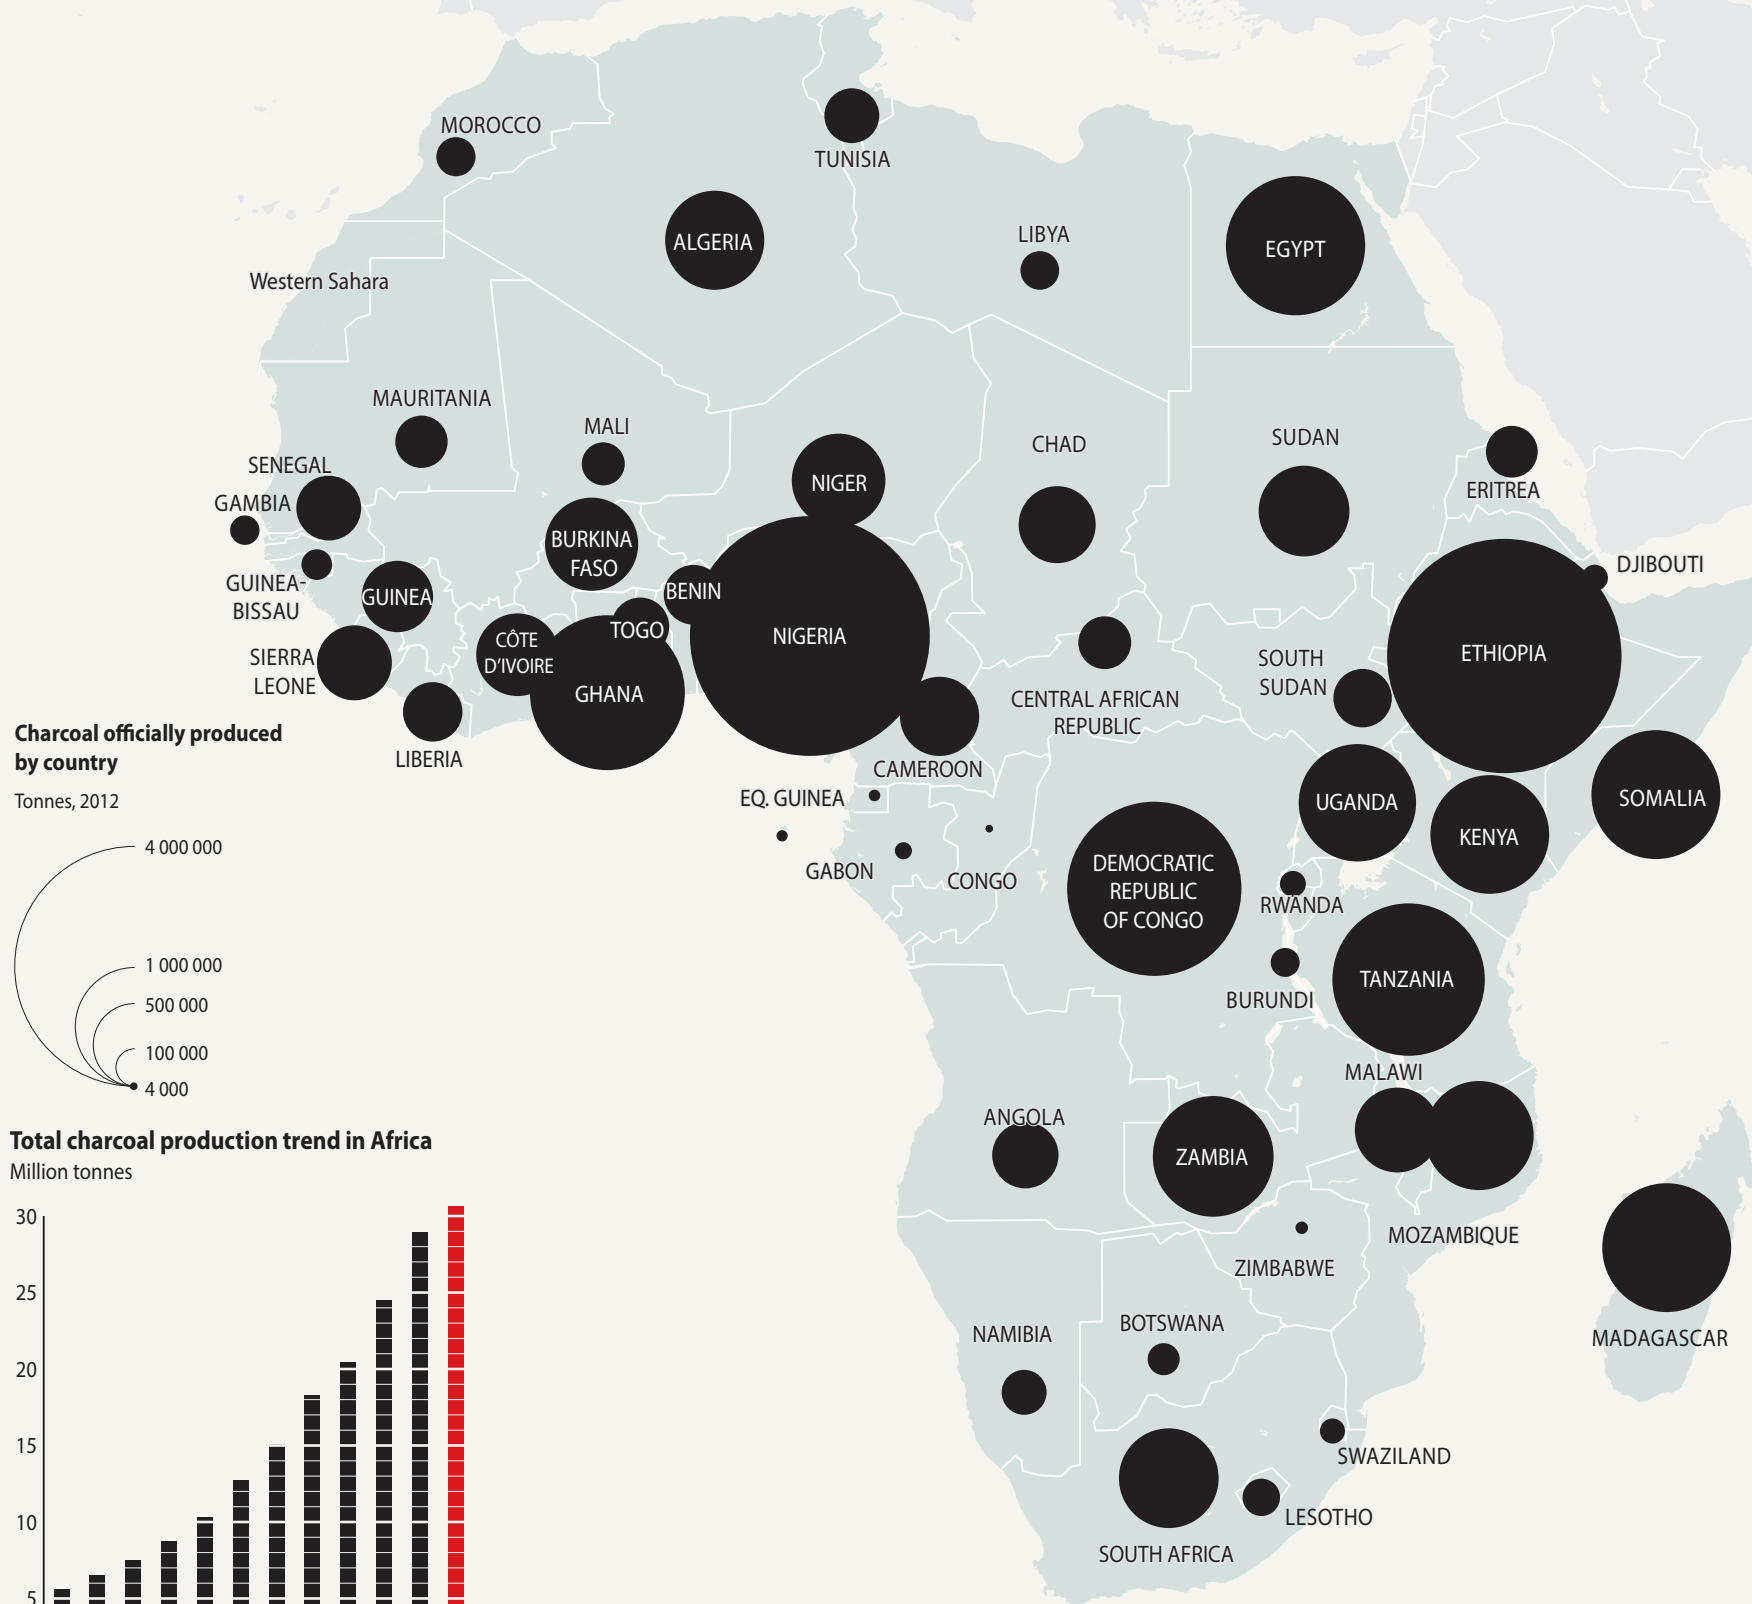 MOROCCO
TUNISIA
ALGERIA
LIBYA
EGYPT
Western Sahara
MAURITANIA
MALI
NIGER
CHAD
SUDAN
ERITREA
SENEGAL
GAMBIA
GUINEA-
BISSAU
GUINEA
BURKINA
FASO
BENIN
TOGO
NIGERIA
CÔTE
D'IVOIRE
GHANA
SIERRA
LEONE
LIBERIA
CENTRAL AFRICAN
REPUBLIC
SOUTH
SUDAN
ETHIOPIA
DJIBOUTI
CAMEROON
EQ. GUINEA
GABON
CONGO
DEMOCRATIC
REPUBLIC
OF CONGO
UGANDA
KENYA
SOMALIA
RWANDA
BURUNDI
TANZANIA
MALAWI
ANGOLA
ZAMBIA
MOZAMBIQUE
ZIMBABWE
MADAGASCAR
NAMIBIA
BOTSWANA
SWAZILAND
LESOTHO
SOUTH AFRICA
Charcoal officially produced
by country
Tonnes, 2012
4 000 000
1 000 000
500 000
100 000
4 000
Total charcoal production trend in Africa
Million tonnes
30
25
20
15
10
5